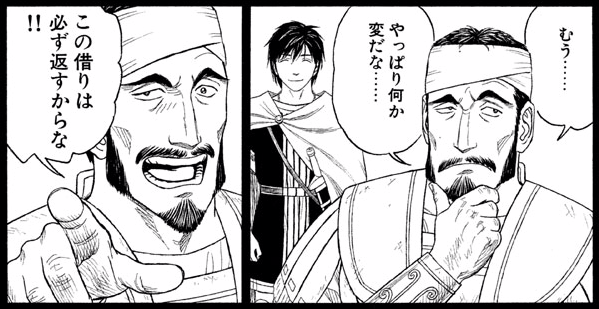 むう……
やっぱり何か
変だな……
この借りは
必ず返すからな
!!